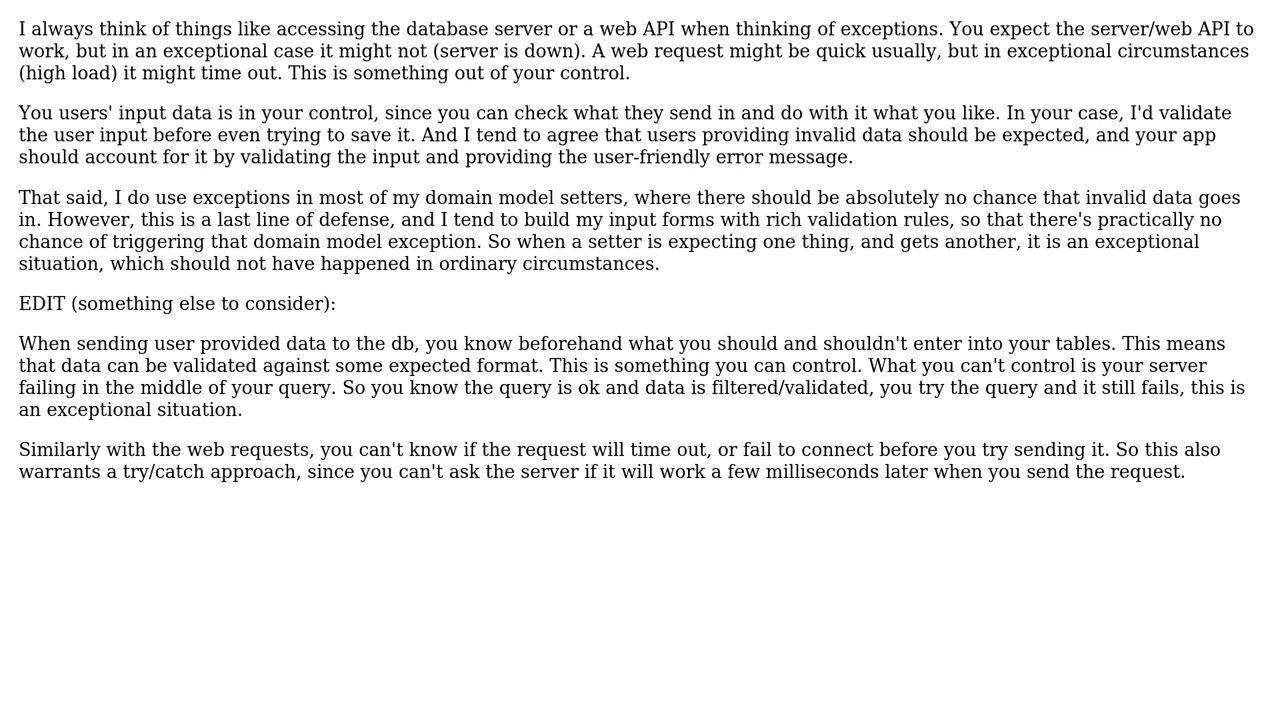 I always think of things like accessing the database server or a web API when thinking of exceptions. You expect the server/web API to
work, but in an exceptional case it might not (server is down). A web request might be quick usually, but in exceptional circumstances
(high load) it might time out. This is something out of your control.
You users' input data is in your control, since you can check what they send in and do with it what you like. In your case, I'd validate
the user input before even trying to save it. And I tend to agree that users providing invalid data should be expected, and your app
should account for it by validating the input and providing the user-friendly error message.
That said, I do use exceptions in most of my domain model setters, where there should be absolutely no chance that invalid data goes
in. However, this is a last line of defense, and I tend to build my input forms with rich validation rules, so that there's practically no
chance of triggering that domain model exception. So when a setter is expecting one thing, and gets another, it is an exceptional
situation, which should not have happened in ordinary circumstances.
EDIT (something else to consider):
When sending user provided data to the db, you know beforehand what you should and shouldn't enter into your tables. This means
that data can be validated against some expected format. This is something you can control. What you can't control is your server
failing in the middle of your query. So you know the query is ok and data is filtered/validated, you try the query and it still fails, this is
an exceptional situation.
Similarly with the web requests, you can't know if the request will time out, or fail to connect before you try sending it. So this also
warrants a try/catch approach, since you can't ask the server if it will work a few milliseconds later when you send the request.